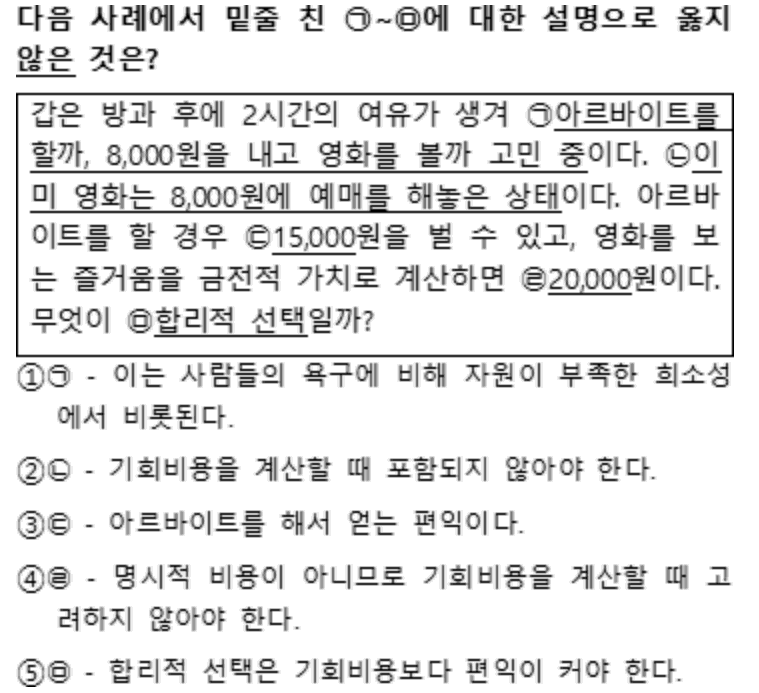 다음 사례에서 밑줄 친 ㉠~㉤에 대한 설명으로 옳지
않은 것은?
갑은 방과 후에 2시간의 여유가 생겨 ㉠아르바이트를
할까, 8,000원을 내고 영화를 볼까 고민 중이다. ㉡이
미 영화는 8,000원에 예매를 해놓은 상태이다. 아르바
이트를 할 경우 ㉢15,000원을 벌 수 있고, 영화를 보
는 즐거움을 금전적 가치로 계산하면 ㉣20,000원이다.
무엇이 ㉤합리적 선택일까?
①㉠ - 이는 사람들의 욕구에 비해 자원이 부족한 희소성
에서 비롯된다.
②㉡ - 기회비용을 계산할 때 포함되지 않아야 한다.
③㉢ - 아르바이트를 해서 얻는 편익이다.
④㉣ - 명시적 비용이 아니므로 기회비용을 계산할 때 고
려하지 않아야 한다.
⑤㉤ - 합리적 선택은 기회비용보다 편익이 커야 한다.